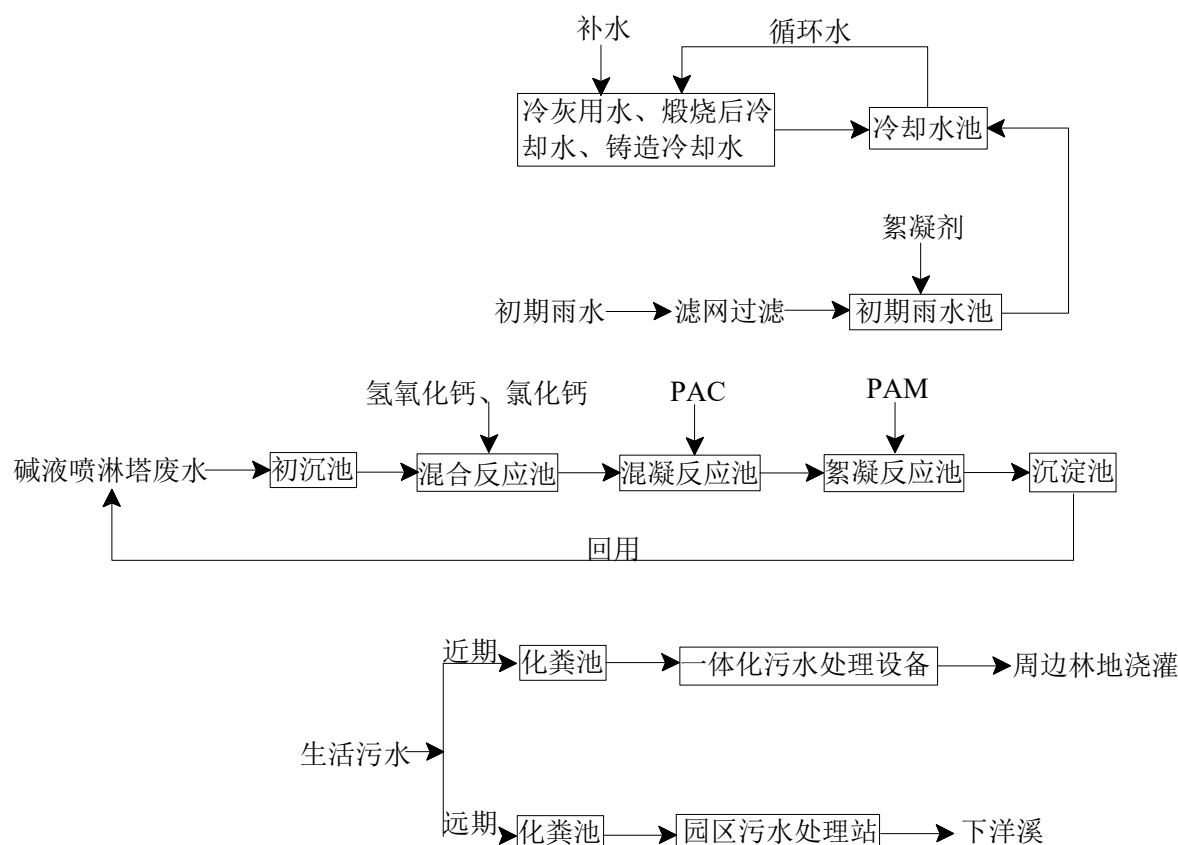 补水
循环水
冷灰用水、煅烧后冷
却水、铸造冷却水
冷却水池
絮凝剂
初期雨水
滤网过滤
初期雨水池
氢氧化钙、氯化钙
PAC
PAM
碱液喷淋塔废水
初沉池
混合反应池
混凝反应池
絮凝反应池
沉淀池
回用
近期
化粪池
一体化污水处理设备
周边林地浇灌
生活污水
远期
化粪池
园区污水处理站
下洋溪